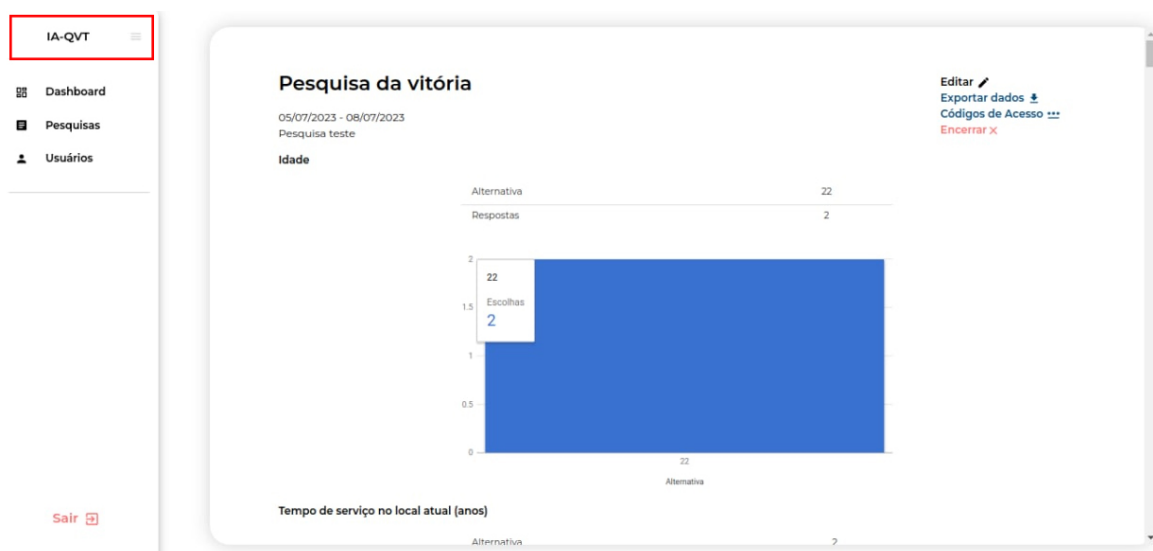 IA-QVT
Dashboard
Pesquisas
Usuários
Sair
Pesquisa da vitória
05/07/2023 - 08/07/2023
Pesquisa teste
Editar
Exportar dados
Códigos de Acesso
Encerrar
Idade
Alternativa 22
Respostas 2
2
1.5
1
0.5
0
22
Escolhas
2
22
Alternativa
Tempo de serviço no local atual (anos)
Alternativa 2